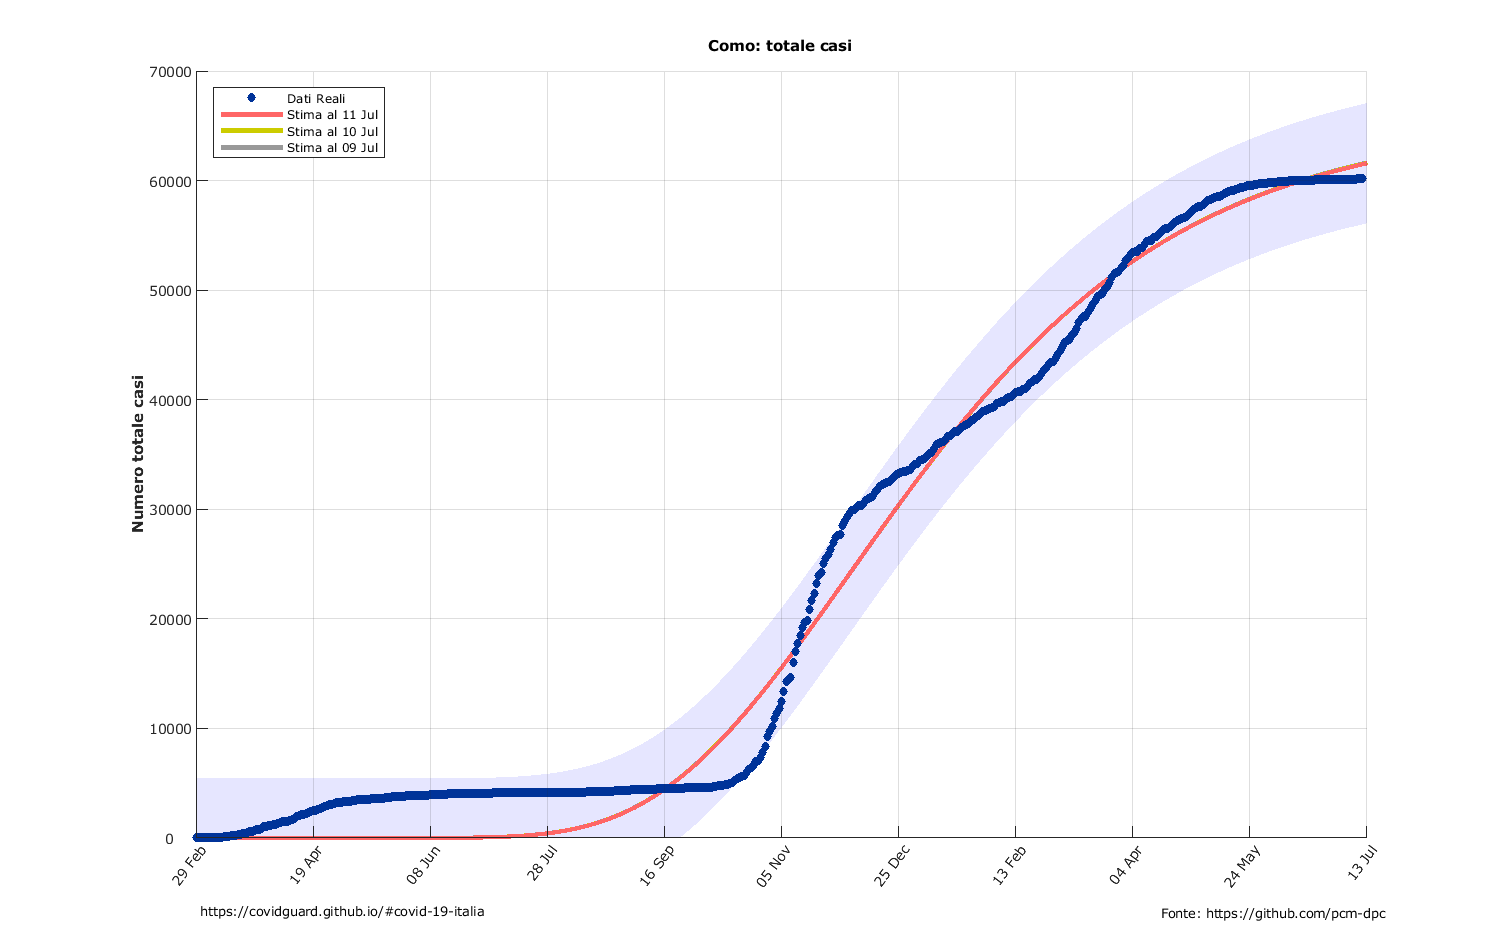 Como: totale casi
Dati Reali
Stima al 11 Jul
Stima al 10 Jul
Stima al 09 Jul
Numero totale casi
70000
60000
50000
40000
30000
20000
10000
0
29 Feb
19 Apr
08 Jun
28 Jul
16 Sep
05 Nov
25 Dec
13 Feb
04 Apr
24 May
13 Jul
https://covidguard.github.io/#covid-19-italia
Fonte: https://github.com/pcm-dpc